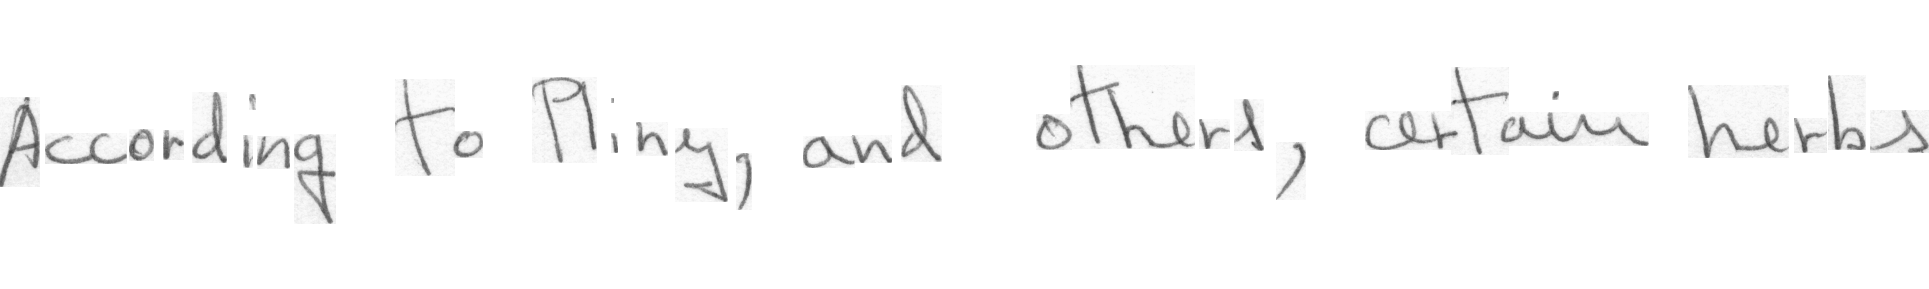 According to Pliny, and others, certain herbs